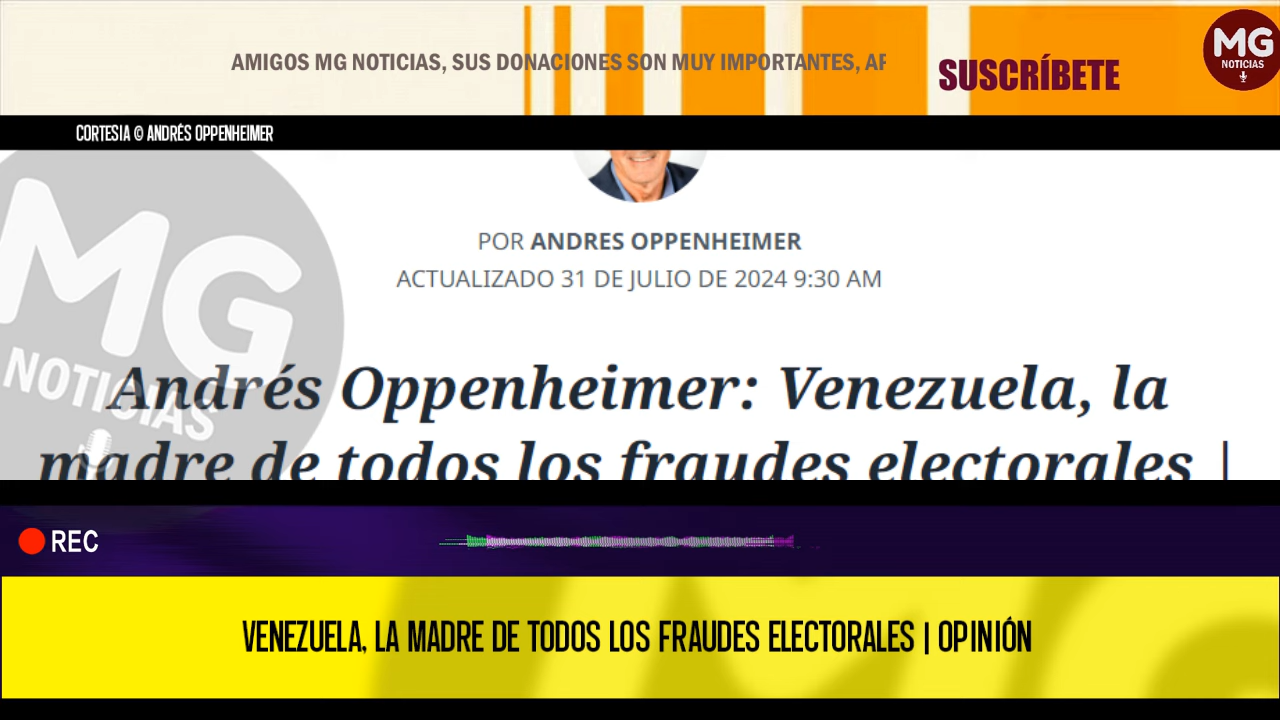 AMIGOS MG NOTICIAS, SUS DONACIONES SON MUY IMPORTANTES,
SUSCRÍBETE
MG
NOTICIAS
CORTESIA © ANDRÉS OPPENHEIMER
POR ANDRES OPPENHEIMER
ACTUALIZADO 31 DE JULIO DE 2024 9:30 AM
MG
NOTICIAS
Andrés Oppenheimer: Venezuela, la
madre de todos los fraudes electorales |
REC
VENEZUELA, LA MADRE DE TODOS LOS FRAUDES ELECTORALES | OPINIÓN